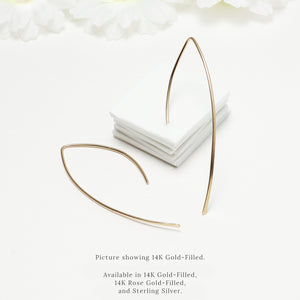 Picture showing 14K Gold-Filled.
Available in 14K Gold-Filled,
14K Rose Gold-Filled,
and Sterling Silver.